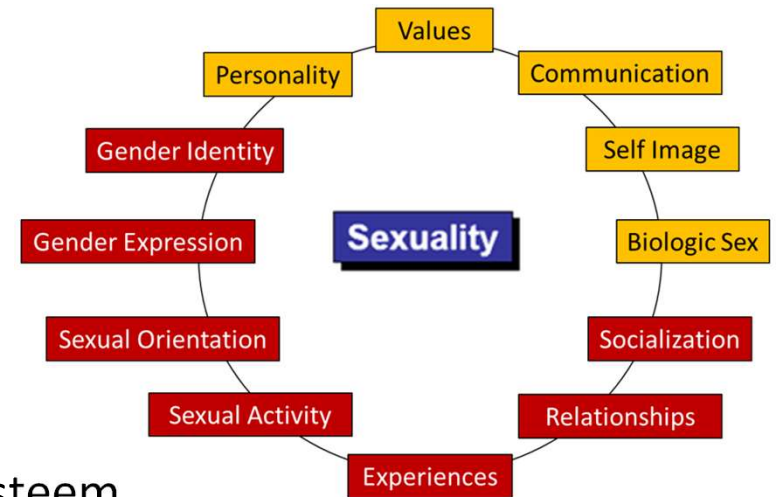 Values
Personality
Communication
Gender Identity
Self Image
Gender Expression
Sexuality
Biologic Sex
Sexual Orientation
Socialization
Sexual Activity
Relationships
Experiences